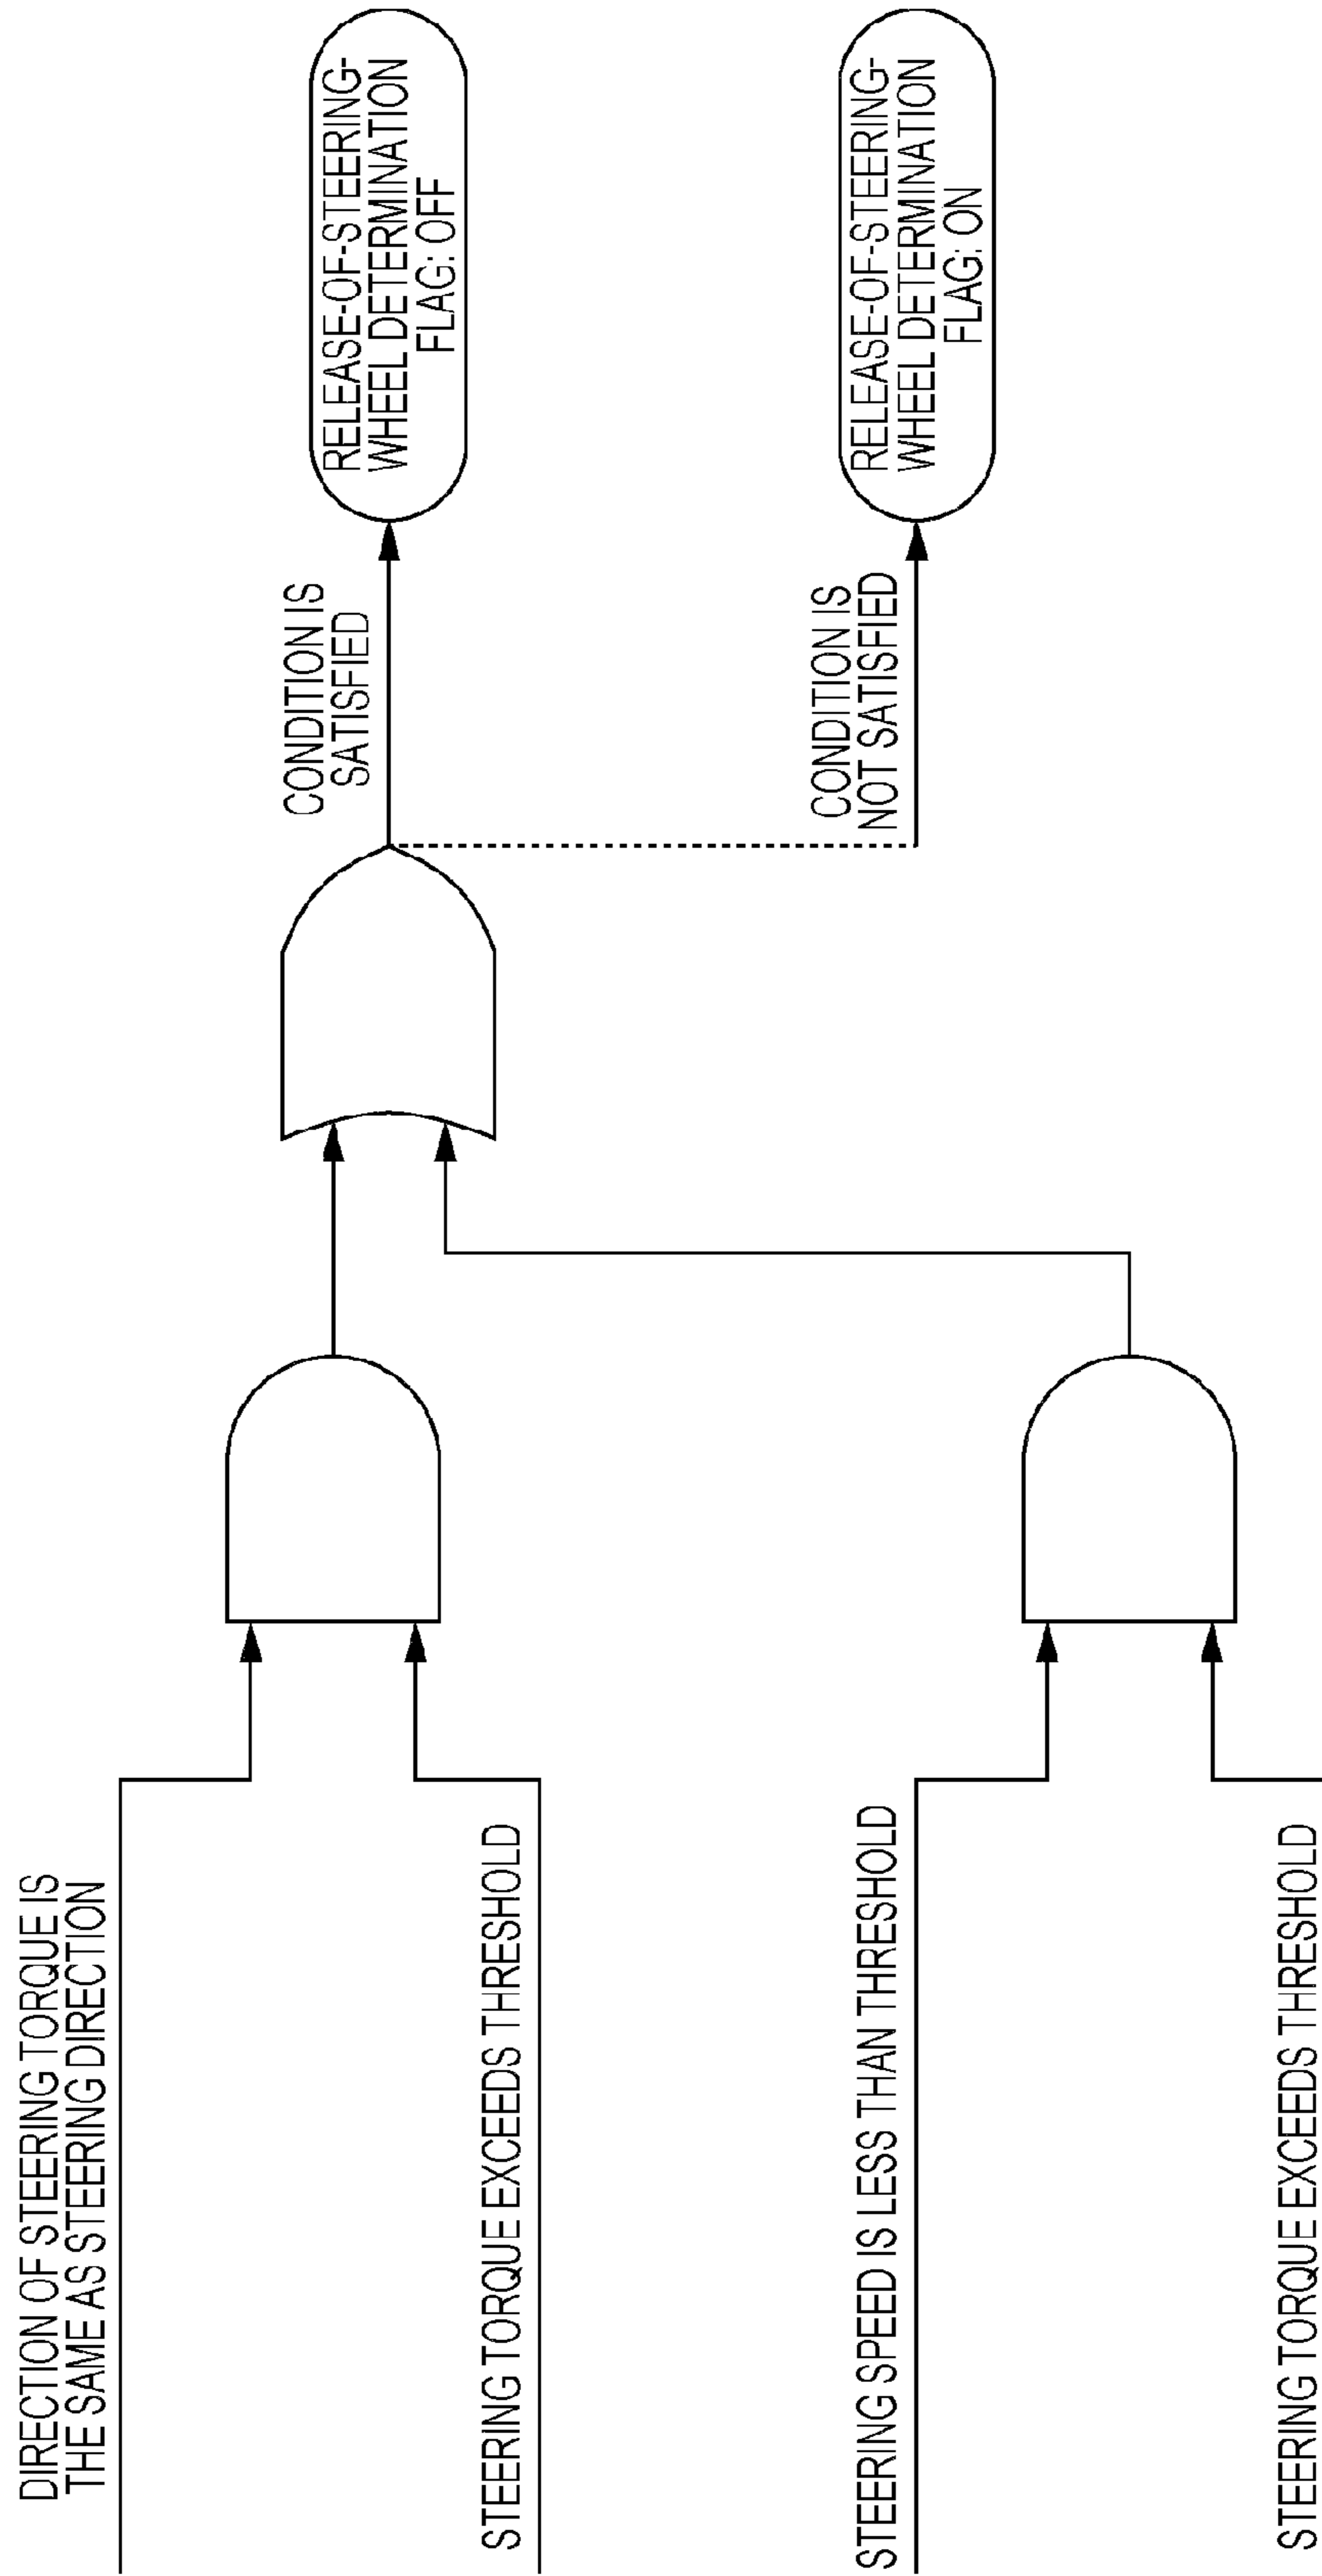 DIRECTION OF STEERING TORQUE IS
THE SAME AS STEERING DIRECTION
STEERING TORQUE EXCEEDS THRESHOLD
STEERING SPEED IS LESS THAN THRESHOLD
STEERING TORQUE EXCEEDS THRESHOLD
CONDITION IS
SATISFIED
CONDITION IS
NOT SATISFIED
RELEASE-OF-STEERING-
WHEEL DETERMINATION
FLAG: OFF
RELEASE-OF-STEERING-
WHEEL DETERMINATION
FLAG: ON